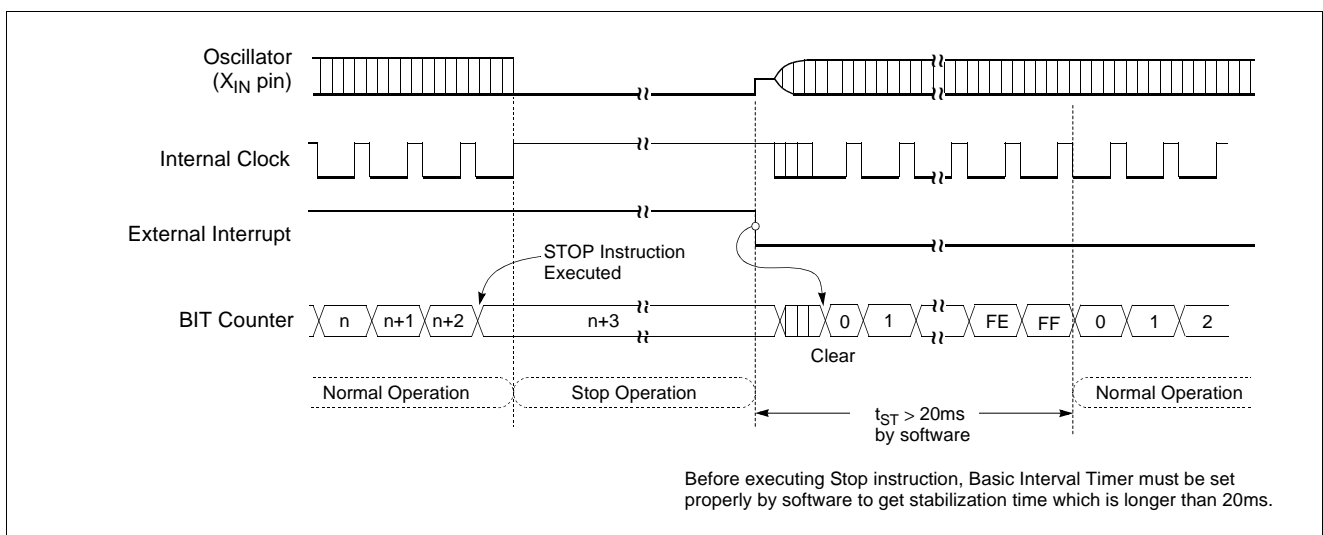 Oscillator
(XIN pin)
Internal Clock
External Interrupt
STOP Instruction
Executed
BIT Counter
n n+1 n+2 n+3 0 1 FE FF 0 1 2
Clear
Normal Operation Stop Operation Normal Operation
tST > 20ms
by software
Before executing Stop instruction, Basic Interval Timer must be set
properly by software to get stabilization time which is longer than 20ms.